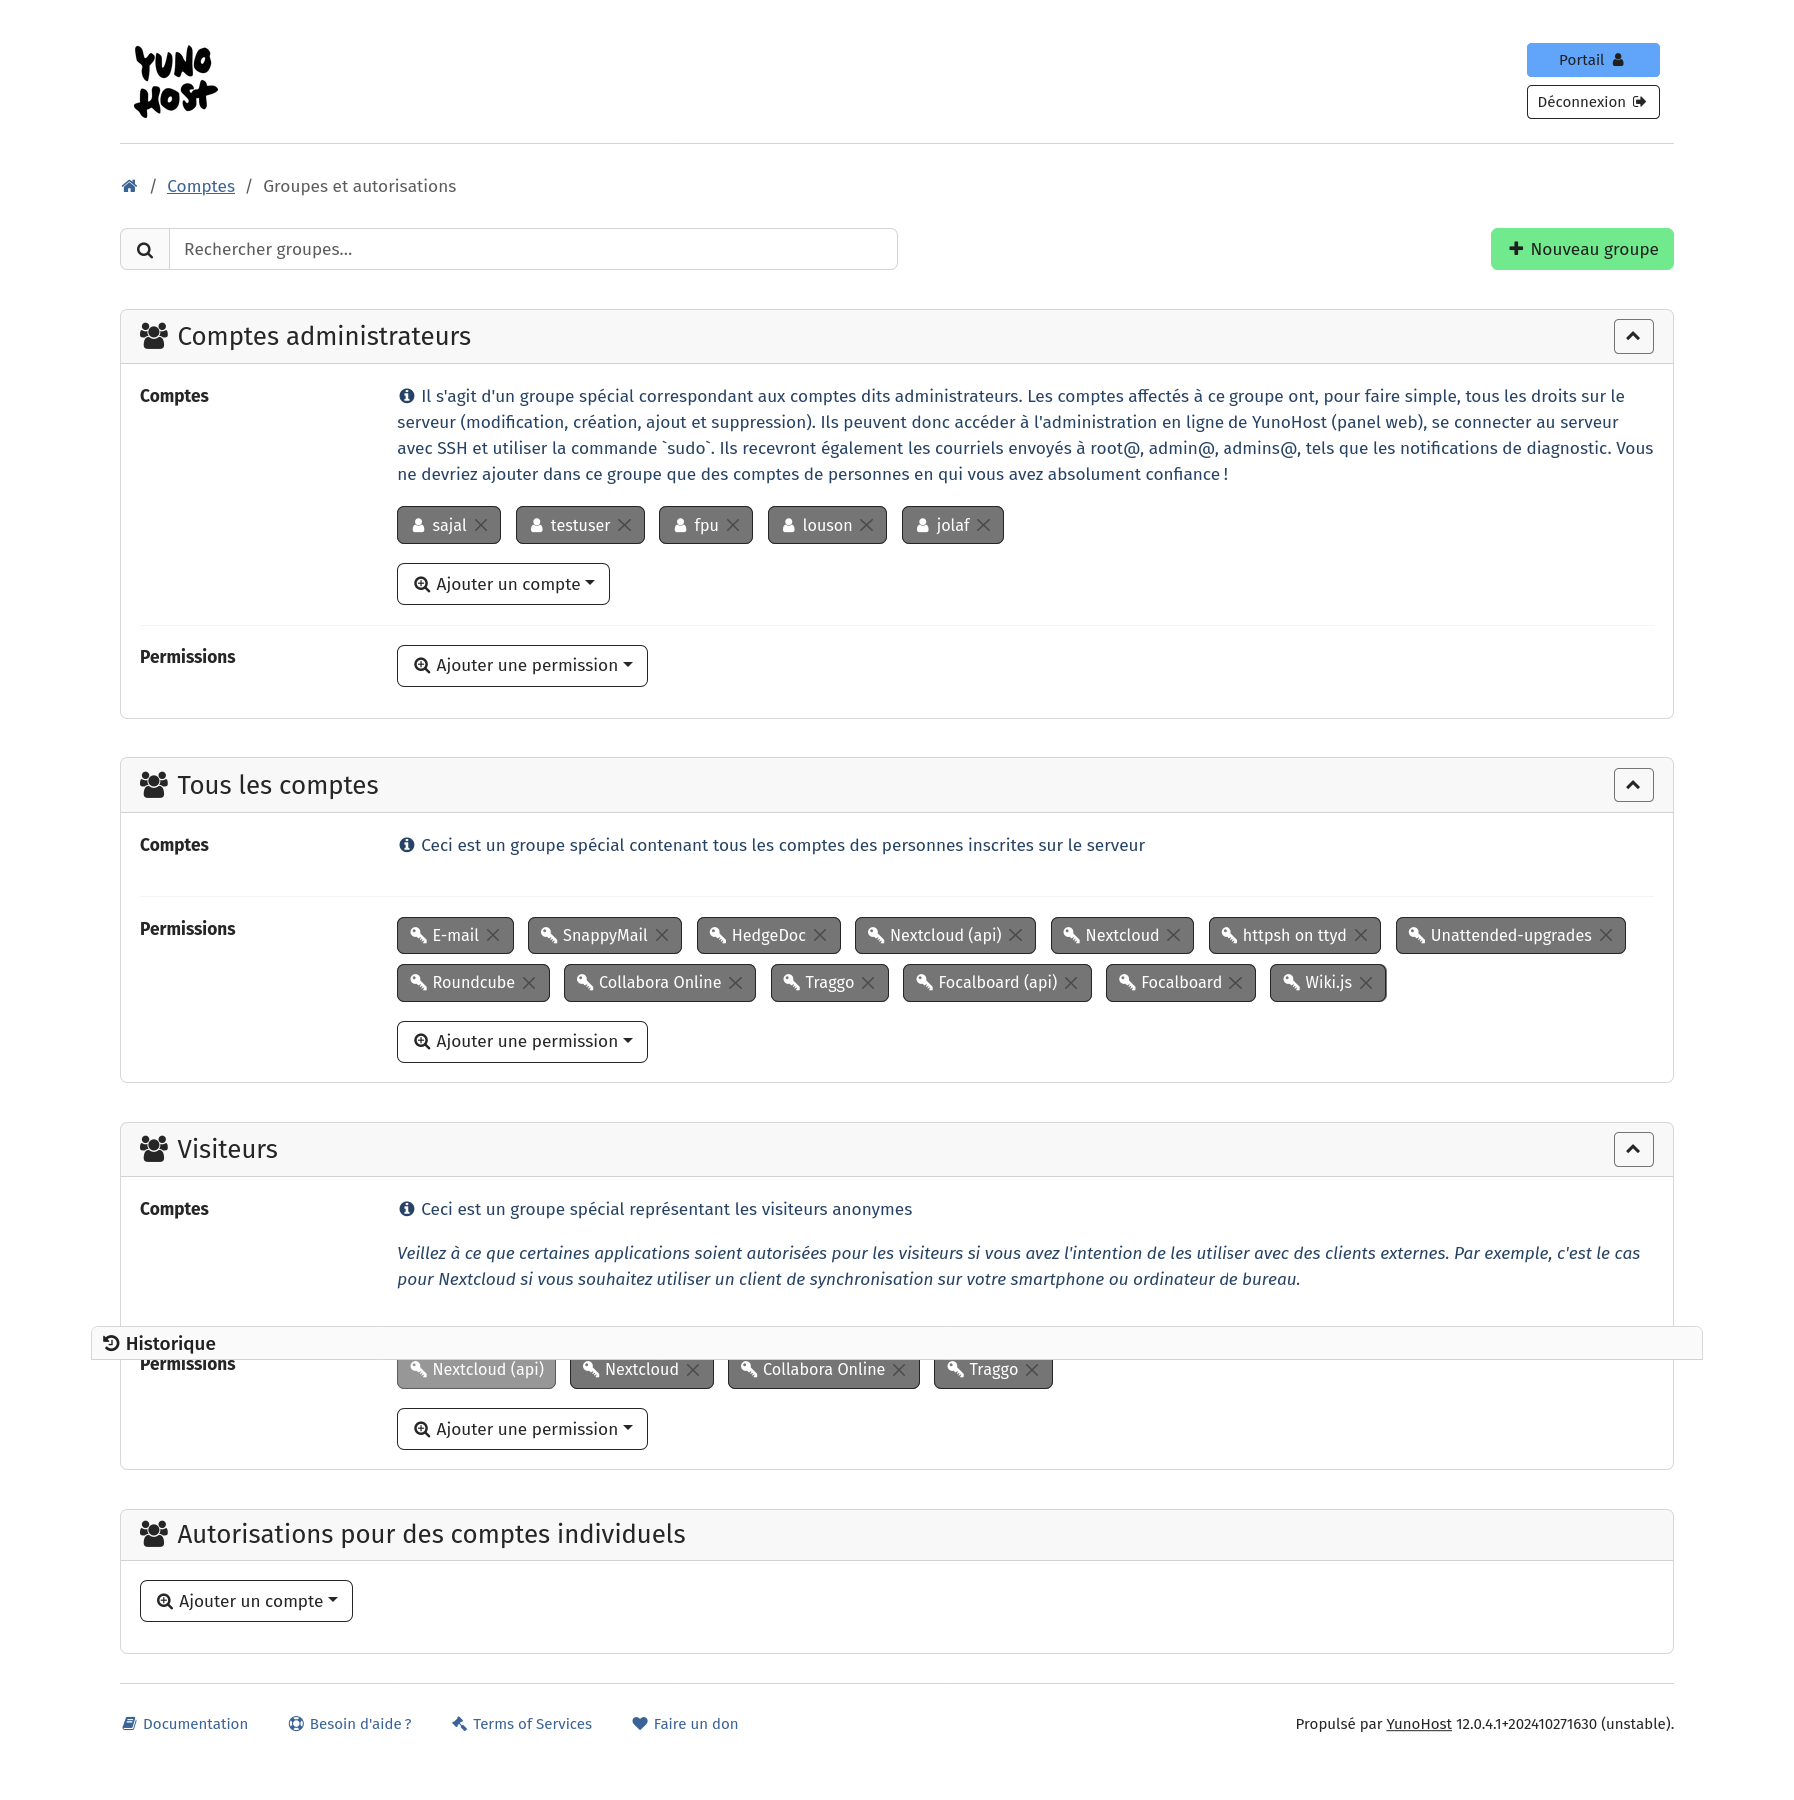 YUNO
HOST
Portail
Déconnexion
/ Comptes / Groupes et autorisations
Rechercher groupes...
Nouveau groupe
Comptes administrateurs
Comptes
Il s'agit d'un groupe spécial correspondant aux comptes dits administrateurs. Les comptes affectés à ce groupe ont, pour faire simple, tous les droits sur le
serveur (modification, création, ajout et suppression). Ils peuvent donc accéder à l'administration en ligne de YunoHost (panel web), se connecter au serveur
avec SSH et utiliser la commande `sudo`. Ils recevront également les courriels envoyés à root@, admin@, admins@, tels que les notifications de diagnostic. Vous
ne devriez ajouter dans ce groupe que des comptes de personnes en qui vous avez absolument confiance !
sajal testuser fpu louson jolaf
Ajouter un compte
Permissions
Ajouter une permission
Tous les comptes
Comptes
Ceci est un groupe spécial contenant tous les comptes des personnes inscrites sur le serveur
Permissions
E-mail SnappyMail HedgeDoc Nextcloud (api) Nextcloud httpsh on ttyd Unattended-upgrades
Roundcube Collabora Online Traggo Focalboard (api) Focalboard Wiki.js
Ajouter une permission
Visiteurs
Comptes
Ceci est un groupe spécial représentant les visiteurs anonymes
Veillez à ce que certaines applications soient autorisées pour les visiteurs si vous avez l'intention de les utiliser avec des clients externes. Par exemple, c'est le cas
pour Nextcloud si vous souhaitez utiliser un client de synchronisation sur votre smartphone ou ordinateur de bureau.
Historique
Permissions
Nextcloud (api) Nextcloud Collabora Online Traggo
Ajouter une permission
Autorisations pour des comptes individuels
Ajouter un compte
Documentation Besoin d'aide ? Terms of Services Faire un don
Propulsé par YunoHost 12.0.4.1+202410271630 (unstable).